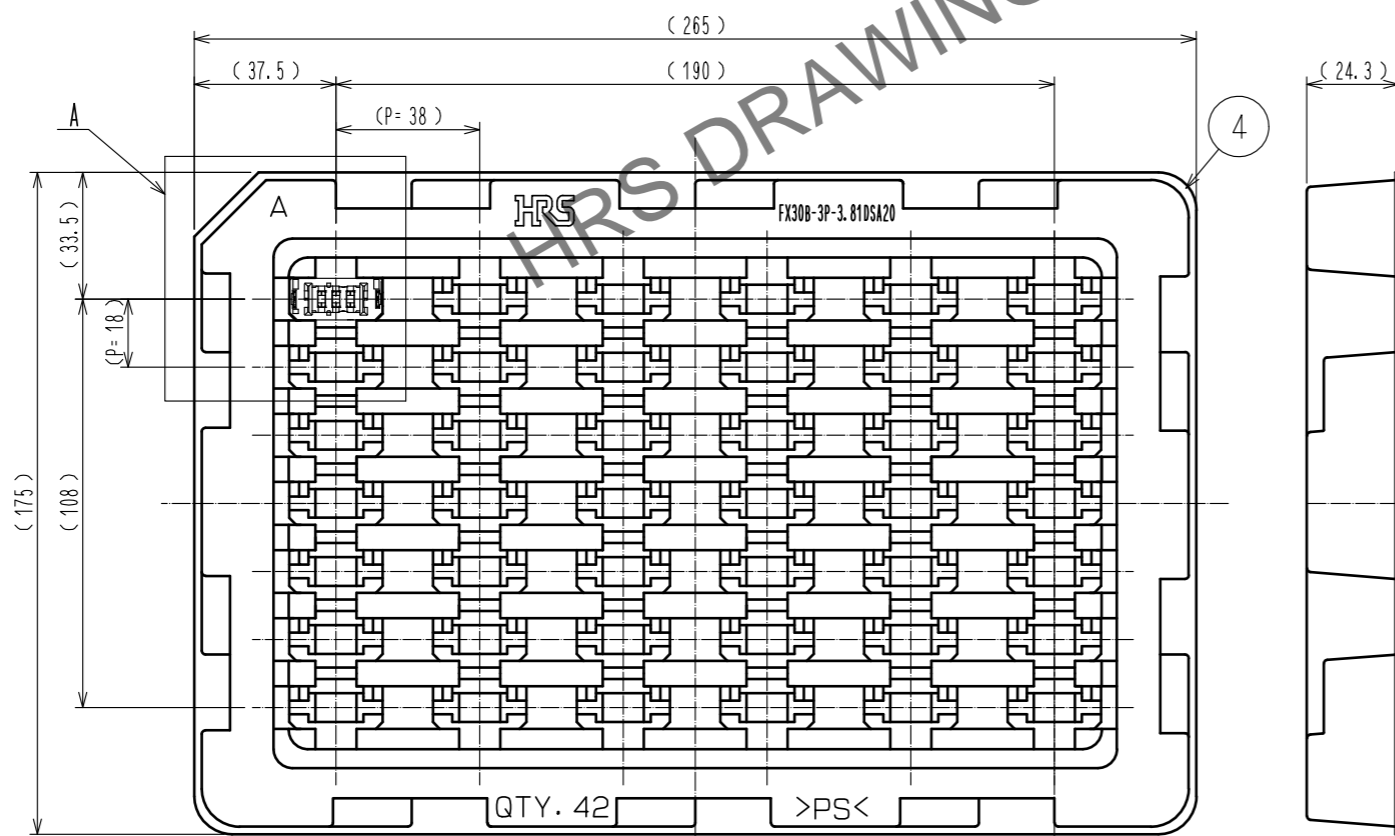 (265)
(37.5)
(190)
(24.3)
(P=38)
A
4
HRS DRAWING
A
HRS
FX30B-3P-3.81DSA20
(33.5)
(P=18)
(175)
(108)
QTY. 42
>PS<